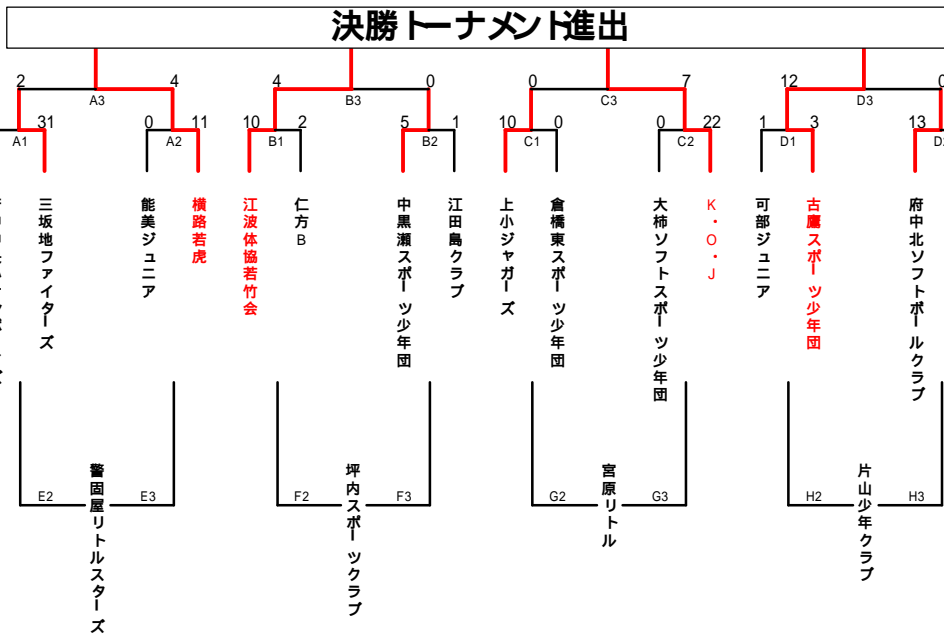 決勝トーナメント進出
2
4
4
0
0
7
12
0
A3
B3
C3
D3
31
0
11
10
2
5
1
10
0
0
22
1
3
13
A1
A2
B1
B2
C1
C2
D1
三坂地ファイターズ
能美ジュニア
横路若虎
江波体協若竹会
仁方B
中黒瀬スポーツ少年団
江田島クラブ
上小ジャガーズ
倉橋東スポーツ少年団
大柿ソフトスポーツ少年団
K・O・J
可部ジュニア
古鷹スポーツ少年団
府中北ソフトボールクラブ
E2
警固屋リトルスターズ
E3
F2
坪内スポーツクラブ
F3
G2
宮原リトル
G3
H2
片山少年クラブ
H3